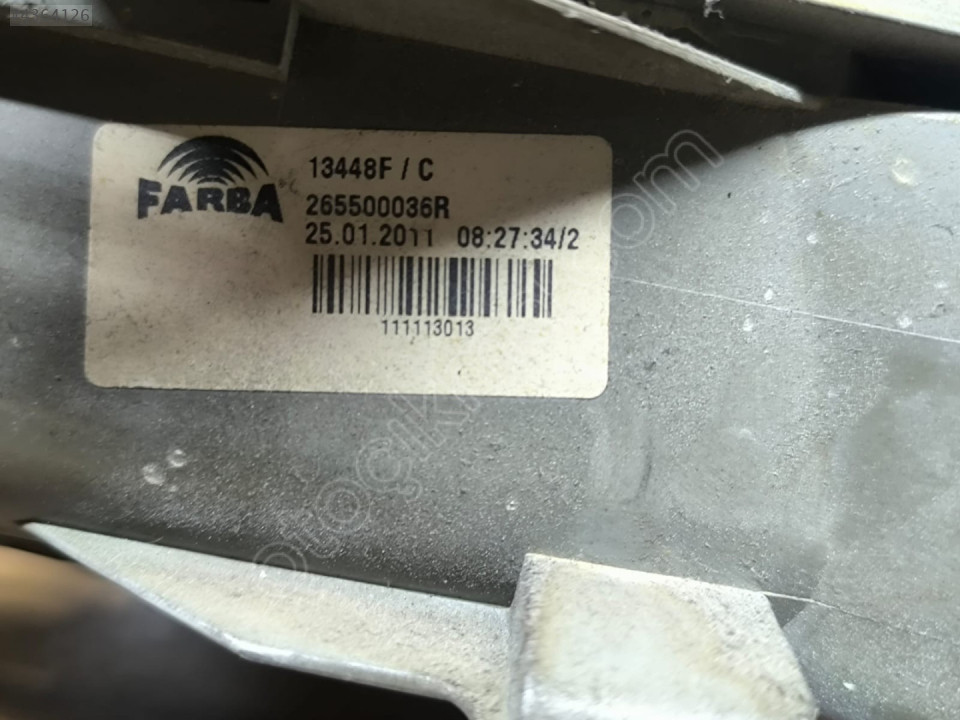 FARBA
13448F / C
265500036R
25.01.2011 08:27:34/2
111113013